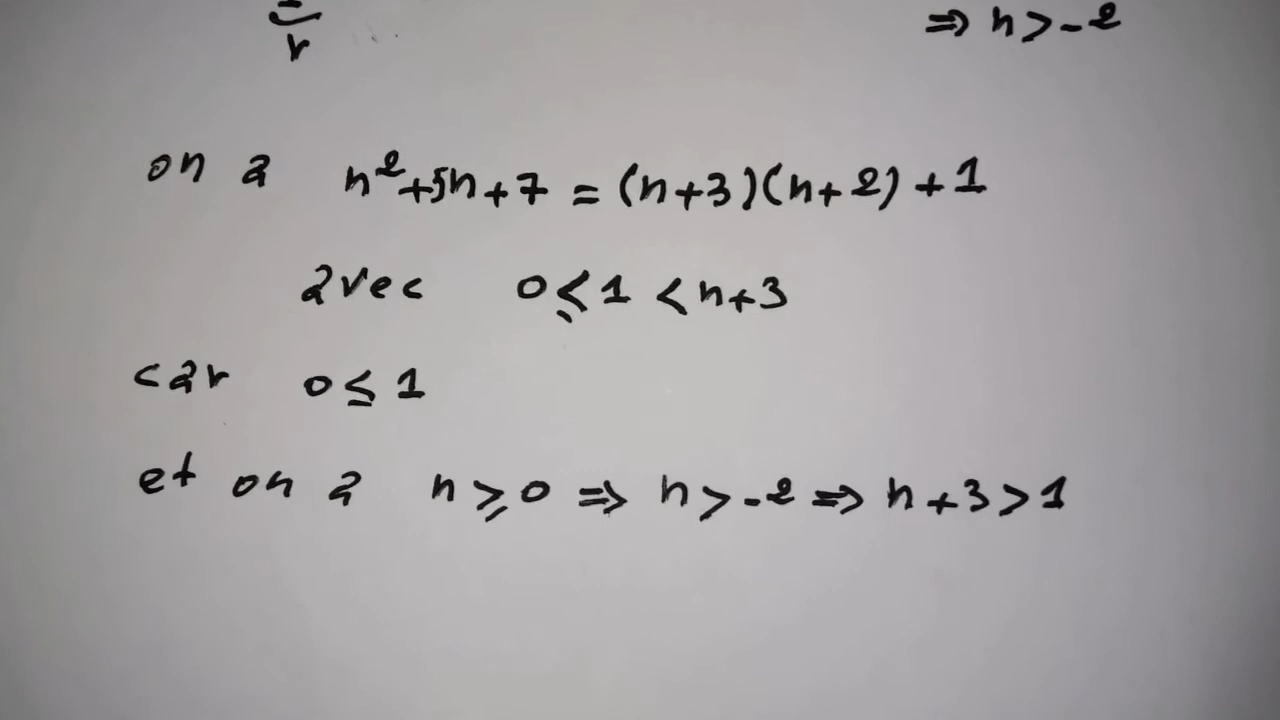 r ⇒ n > -2
on a n²+5n+7 = (n+3)(n+2)+1
avec 0 ≤ 1 < n+3
car 0 ≤ 1
et on a n ≥ 0 ⇒ n > -2 ⇒ n+3 > 1